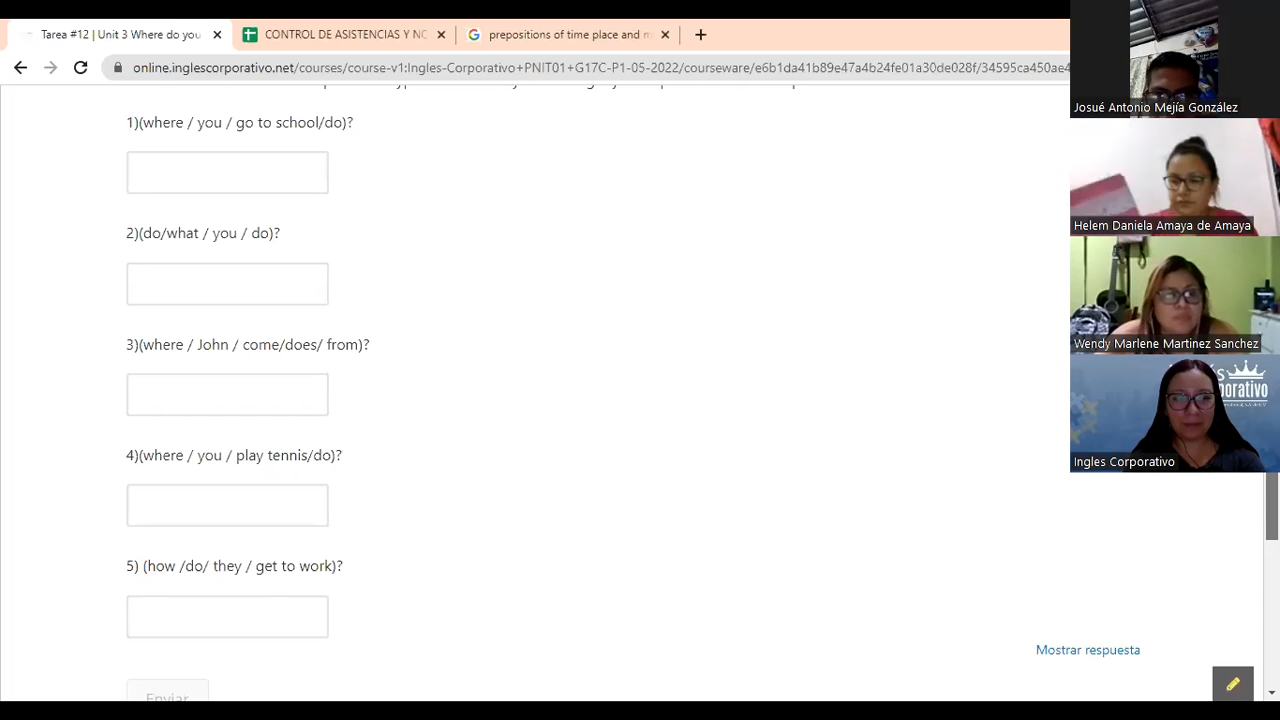 Tarea #12 | Unit 3 Where do you
CONTROL DE ASISTENCIAS Y NO
prepositions of time place and m
online.inglescorporativo.net/courses/course-v1:Ingles-Corporativo+PNIT01+G17C-P1-05-2022/courseware/e6b1da41b89e47a4b24fe01a30de028f/34595ca450ae4
1)(where / you / go to school/do)?
2)(do/what / you / do)?
3)(where / John / come/does/ from)?
4)(where / you / play tennis/do)?
5) (how /do/ they / get to work)?
Mostrar respuesta
Enviar
Josué Antonio Mejía González
Helem Daniela Amaya de Amaya
Wendy Marlene Martinez Sanchez
Ingles Corporativo